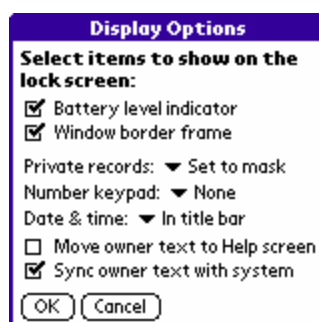 Display Options
Select items to show on the
lock screen:
Battery level indicator
Window border frame
Private records: Set to mask
Number keypad: None
Date & time: In title bar
Move owner text to Help screen
Sync owner text with system
OK Cancel